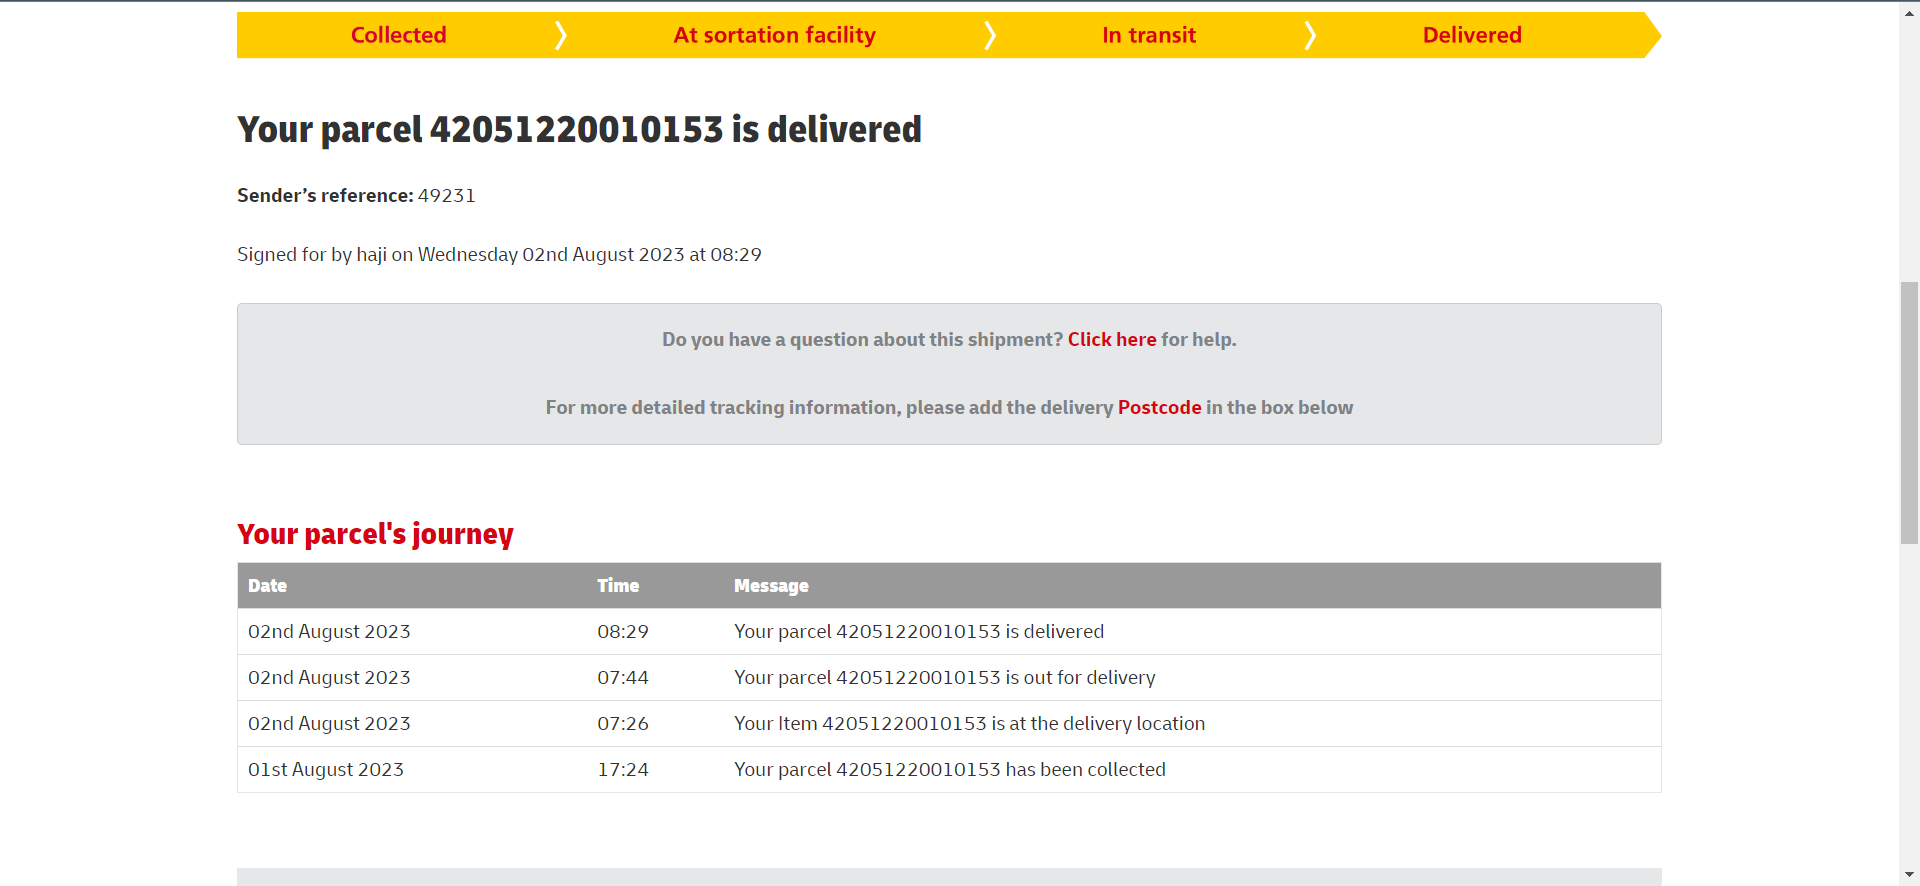 Collected At sortation facility In transit Delivered
Your parcel 42051220010153 is delivered
Sender’s reference: 49231
Signed for by haji on Wednesday 02nd August 2023 at 08:29
Do you have a question about this shipment? Click here for help.
For more detailed tracking information, please add the delivery Postcode in the box below
Your parcel's journey
Date Time Message
02nd August 2023 08:29 Your parcel 42051220010153 is delivered
02nd August 2023 07:44 Your parcel 42051220010153 is out for delivery
02nd August 2023 07:26 Your Item 42051220010153 is at the delivery location
01st August 2023 17:24 Your parcel 42051220010153 has been collected